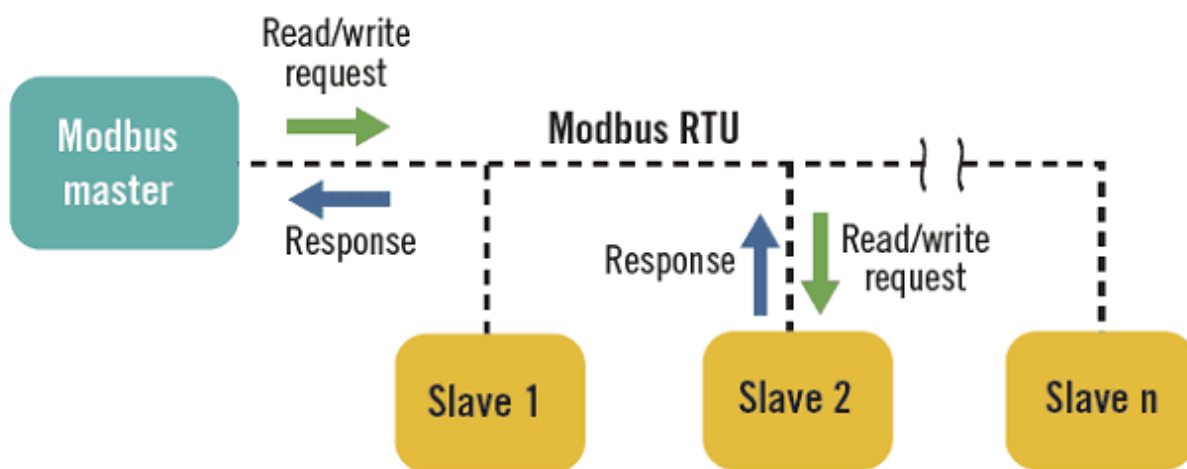 Read/write
request
Modbus
master
Modbus RTU
Response
Response
Read/write
request
Slave 1
Slave 2
Slave n